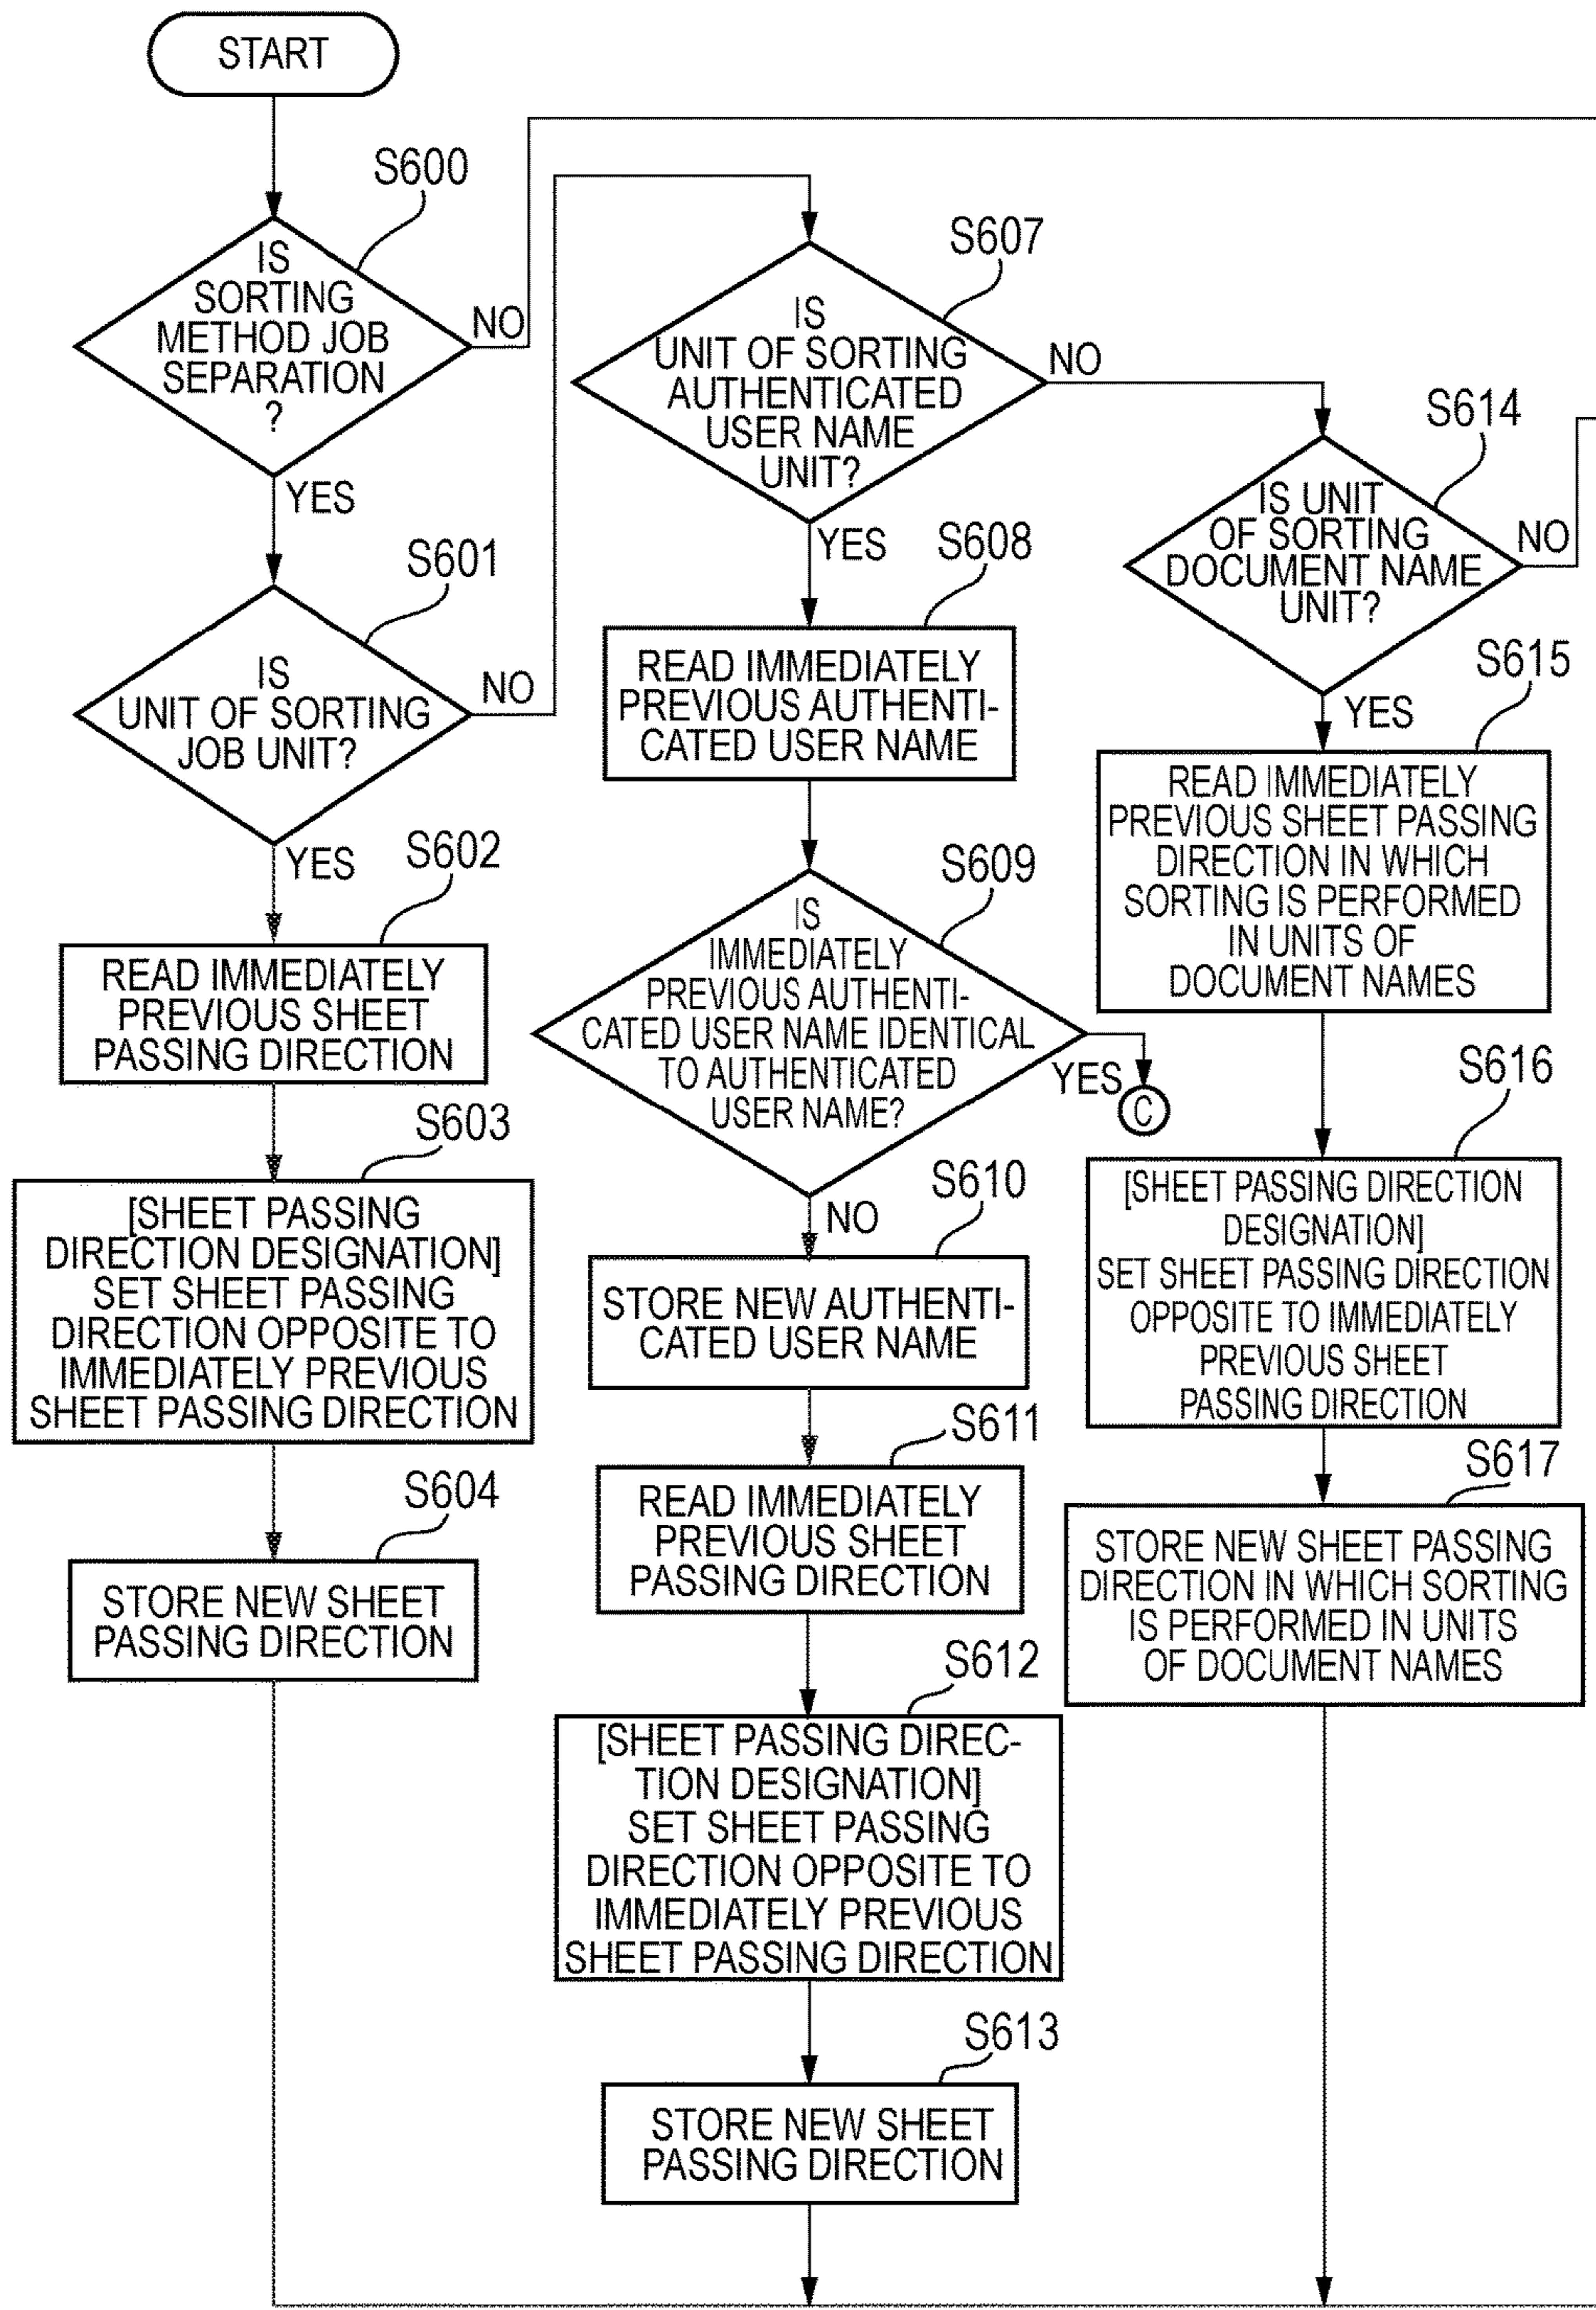 START
S600
IS
SORTING
METHOD JOB
SEPARATION
?
NO
YES
S601
IS
UNIT OF SORTING
JOB UNIT?
NO
YES
S602
READ IMMEDIATELY
PREVIOUS SHEET
PASSING DIRECTION
S603
[SHEET PASSING
DIRECTION DESIGNATION]
SET SHEET PASSING
DIRECTION OPPOSITE TO
IMMEDIATELY PREVIOUS
SHEET PASSING DIRECTION
S604
STORE NEW SHEET
PASSING DIRECTION
S607
IS
UNIT OF SORTING
AUTHENTICATED
USER NAME
UNIT?
NO
YES
S608
READ IMMEDIATELY
PREVIOUS AUTHENTI-
CATED USER NAME
S609
IS
IMMEDIATELY
PREVIOUS AUTHENTI-
CATED USER NAME IDENTICAL
TO AUTHENTICATED
USER NAME?
YES
C
NO
S610
STORE NEW AUTHENTI-
CATED USER NAME
S611
READ IMMEDIATELY
PREVIOUS SHEET
PASSING DIRECTION
S612
[SHEET PASSING DIREC-
TION DESIGNATION]
SET SHEET PASSING
DIRECTION OPPOSITE TO
IMMEDIATELY PREVIOUS
SHEET PASSING DIRECTION
S613
STORE NEW SHEET
PASSING DIRECTION
S614
IS UNIT
OF SORTING
DOCUMENT NAME
UNIT?
NO
YES
S615
READ IMMEDIATELY
PREVIOUS SHEET PASSING
DIRECTION IN WHICH
SORTING IS PERFORMED
IN UNITS OF
DOCUMENT NAMES
S616
[SHEET PASSING DIRECTION
DESIGNATION]
SET SHEET PASSING DIRECTION
OPPOSITE TO IMMEDIATELY
PREVIOUS SHEET
PASSING DIRECTION
S617
STORE NEW SHEET PASSING
DIRECTION IN WHICH SORTING
IS PERFORMED IN UNITS
OF DOCUMENT NAMES